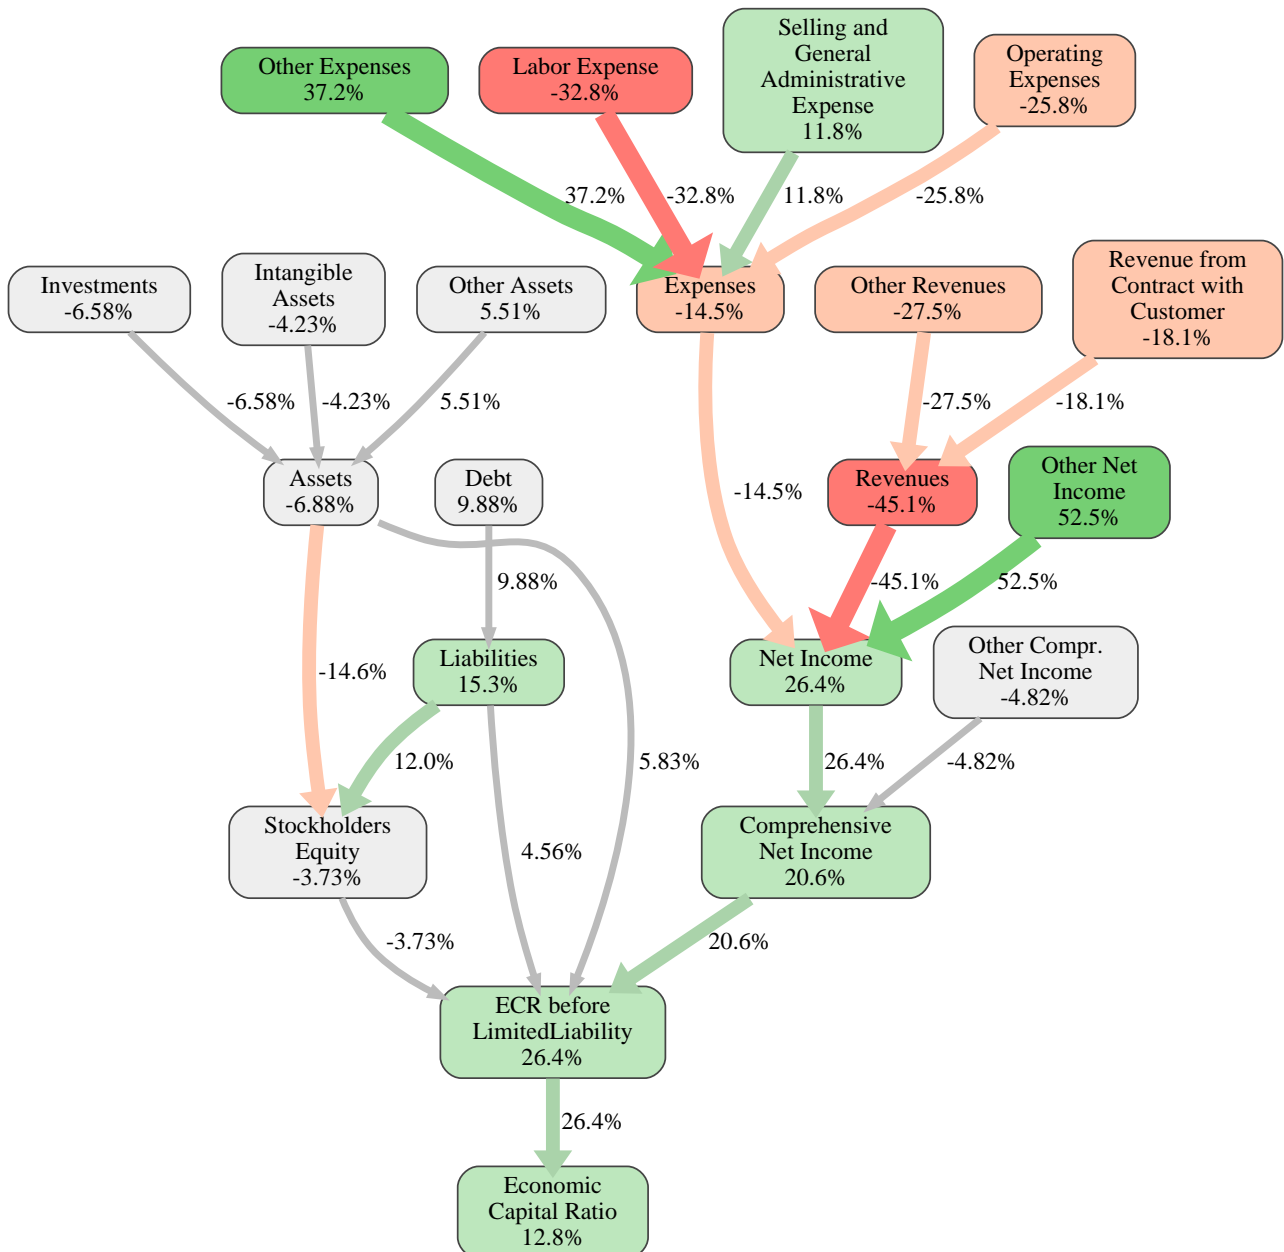 Other Expenses
37.2%
Labor Expense
-32.8%
Selling and
General
Administrative
Expense
11.8%
Operating
Expenses
-25.8%
37.2%
-32.8%
11.8%
-25.8%
Investments
-6.58%
Intangible
Assets
-4.23%
Other Assets
5.51%
Expenses
-14.5%
Other Revenues
-27.5%
Revenue from
Contract with
Customer
-18.1%
-6.58%
-4.23%
5.51%
-27.5%
-18.1%
Assets
-6.88%
Debt
9.88%
-14.5%
Revenues
-45.1%
Other Net
Income
52.5%
9.88%
-45.1%
52.5%
-14.6%
Liabilities
15.3%
Net Income
26.4%
Other Compr.
Net Income
-4.82%
12.0%
5.83%
26.4%
-4.82%
Stockholders
Equity
-3.73%
4.56%
Comprehensive
Net Income
20.6%
-3.73%
20.6%
ECR before
LimitedLiability
26.4%
26.4%
Economic
Capital Ratio
12.8%